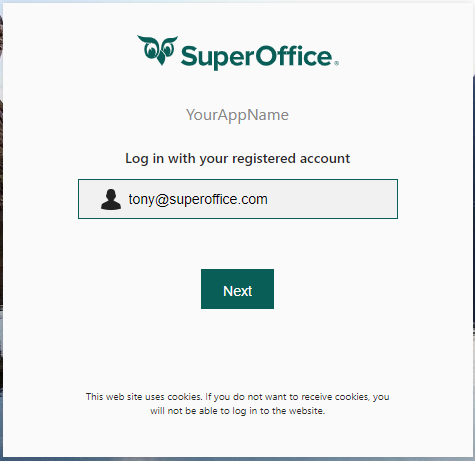 SuperOffice®
YourAppName
Log in with your registered account
tony@superoffice.com
Next
This web site uses cookies. If you do not want to receive cookies, you
will not be able to log in to the website.